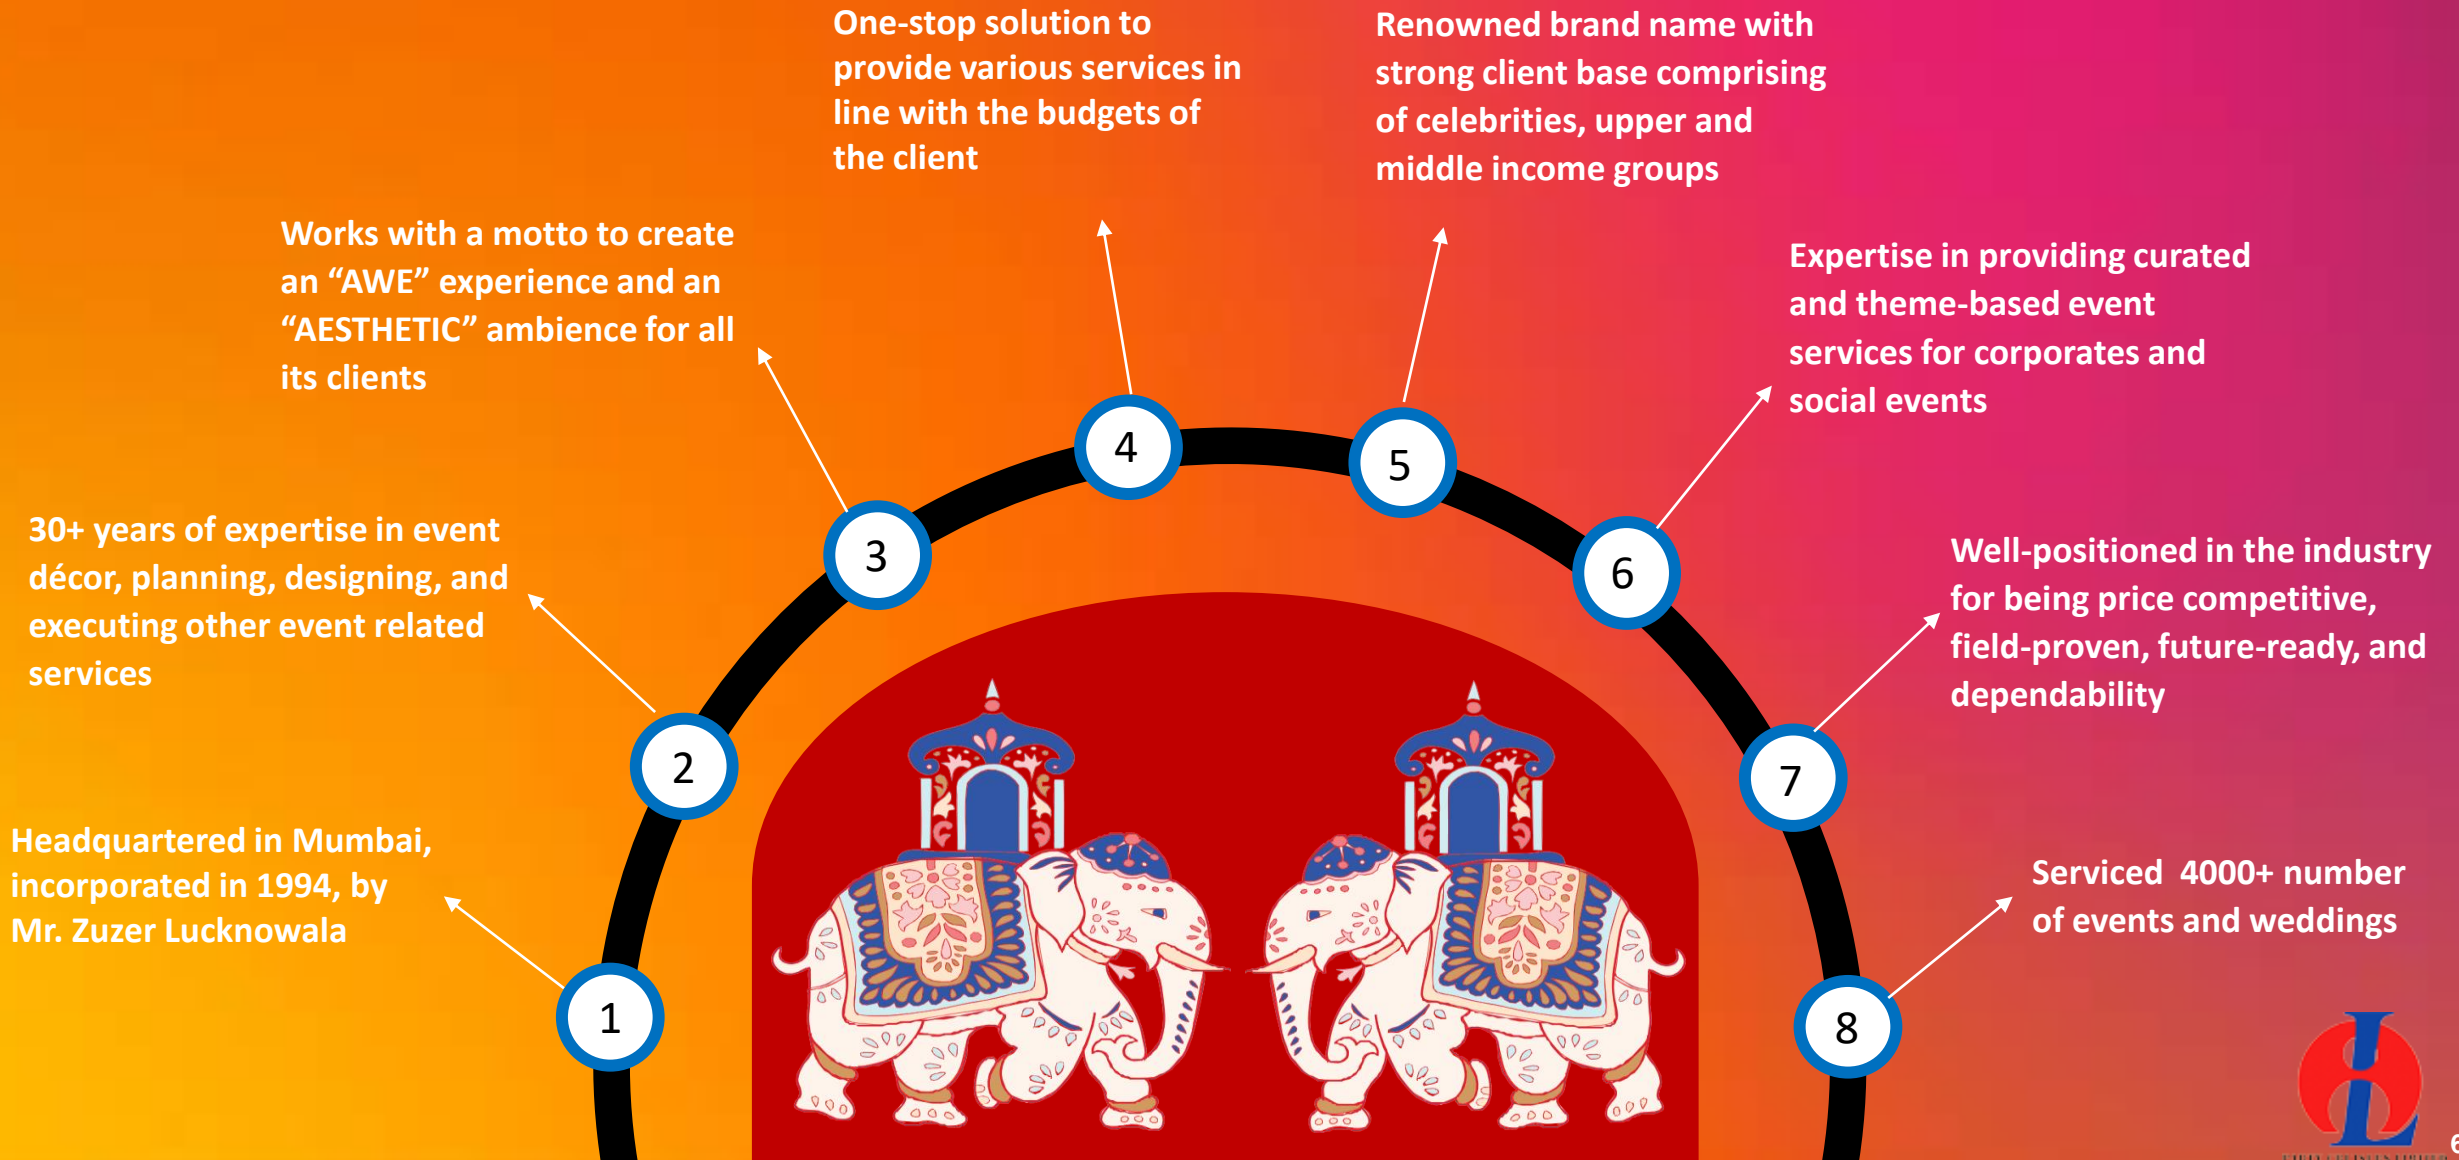 One-stop solution to
provide various services in
line with the budgets of
the client
Renowned brand name with
strong client base comprising
of celebrities, upper and
middle income groups
Works with a motto to create
an “AWE” experience and an
“AESTHETIC” ambience for all
its clients
Expertise in providing curated
and theme-based event
services for corporates and
social events
30+ years of expertise in event
décor, planning, designing, and
executing other event related
services
Well-positioned in the industry
for being price competitive,
field-proven, future-ready, and
dependability
Headquartered in Mumbai,
incorporated in 1994, by
Mr. Zuzer Lucknowala
Serviced 4000+ number
of events and weddings
1
2
3
4
5
6
7
8
6